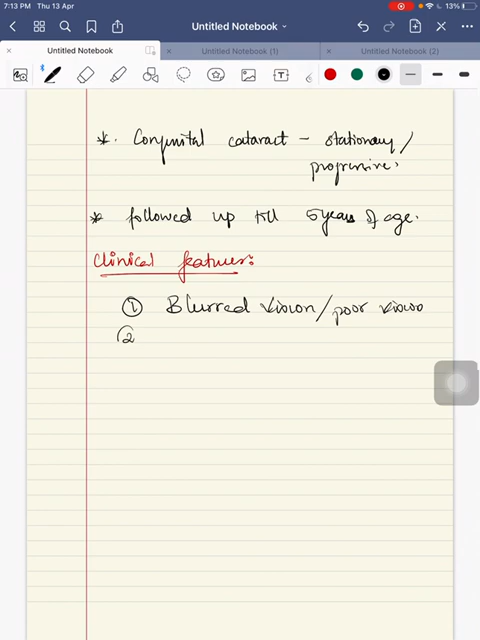 7:13 PM Thu 13 Apr
13%
Untitled Notebook
Untitled Notebook
Untitled Notebook (1)
Untitled Notebook (2)
*. Congenital cataract - stationary/
progressive.
* followed up till 5 years of age.
Clinical features:
① Blurred vision/poor vision
(2